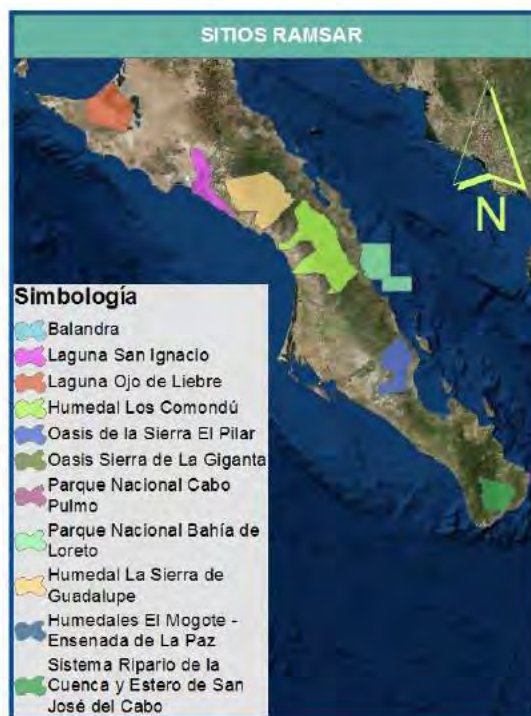 SITIOS RAMSAR
N
Simbología
Balandra
Laguna San Ignacio
Laguna Ojo de Liebre
Humedal Los Comondú
Oasis de la Sierra El Pilar
Oasis Sierra de La Giganta
Parque Nacional Cabo
Pulmo
Parque Nacional Bahía de
Loreto
Humedal La Sierra de
Guadalupe
Humedales El Mogote -
Ensenada de La Paz
Sistema Ripario de la
Cuenca y Estero de San
José del Cabo